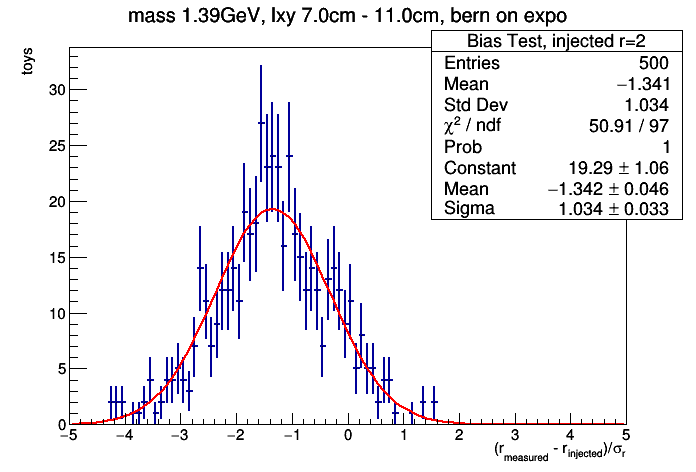 mass 1.39GeV, lxy 7.0cm - 11.0cm, bern on expo
toys
Bias Test, injected r=2
Entries 500
Mean −1.341
Std Dev 1.034
χ² / ndf 50.91 / 97
Prob 1
Constant 19.29 ± 1.06
Mean −1.342 ± 0.046
Sigma 1.034 ± 0.033
30
25
20
15
10
5
0
−5 −4 −3 −2 −1 0 1 2 3 4 5
(r_measured - r_injected)/σ_r